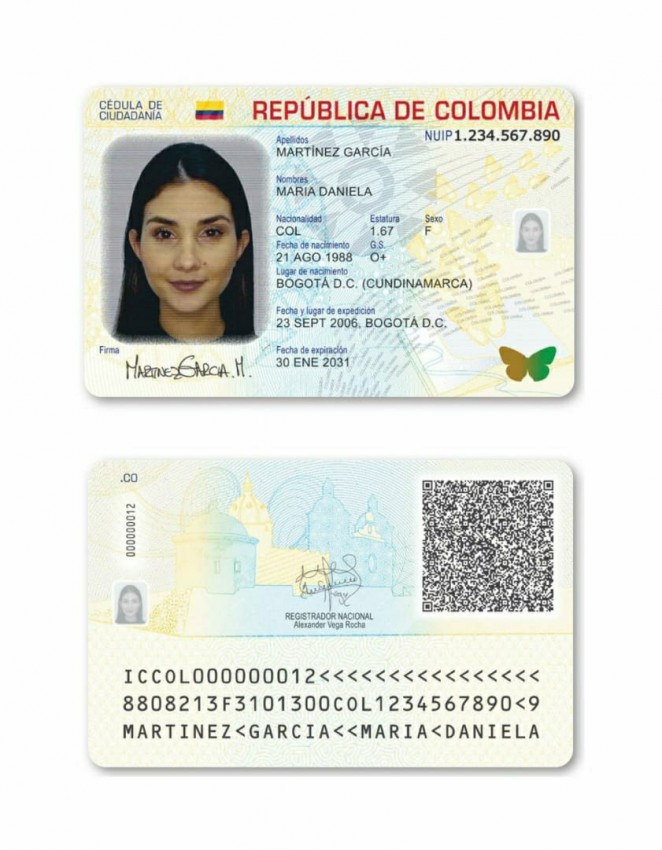 CÉDULA DE
CIUDADANÍA
REPÚBLICA DE COLOMBIA
NUIP 1.234.567.890
Apellidos
MARTÍNEZ GARCÍA
Nombres
MARIA DANIELA
Nacionalidad Estatura Sexo
COL 1.67 F
Fecha de nacimiento G.S.
21 AGO 1988 O+
Lugar de nacimiento
BOGOTÁ D.C. (CUNDINAMARCA)
Fecha y lugar de expedición
23 SEPT 2006, BOGOTÁ D.C.
Fecha de expiración
30 ENE 2031
Firma
MARTINEZ GARCIA. M.
.CO
000000012
REGISTRADOR NACIONAL
Alexander Vega Rocha
ICCOL000000012<<<<<<<<<<<<<<<<
8808213F3101300COL1234567890<9
MARTINEZ<GARCIA<<MARIA<DANIELA